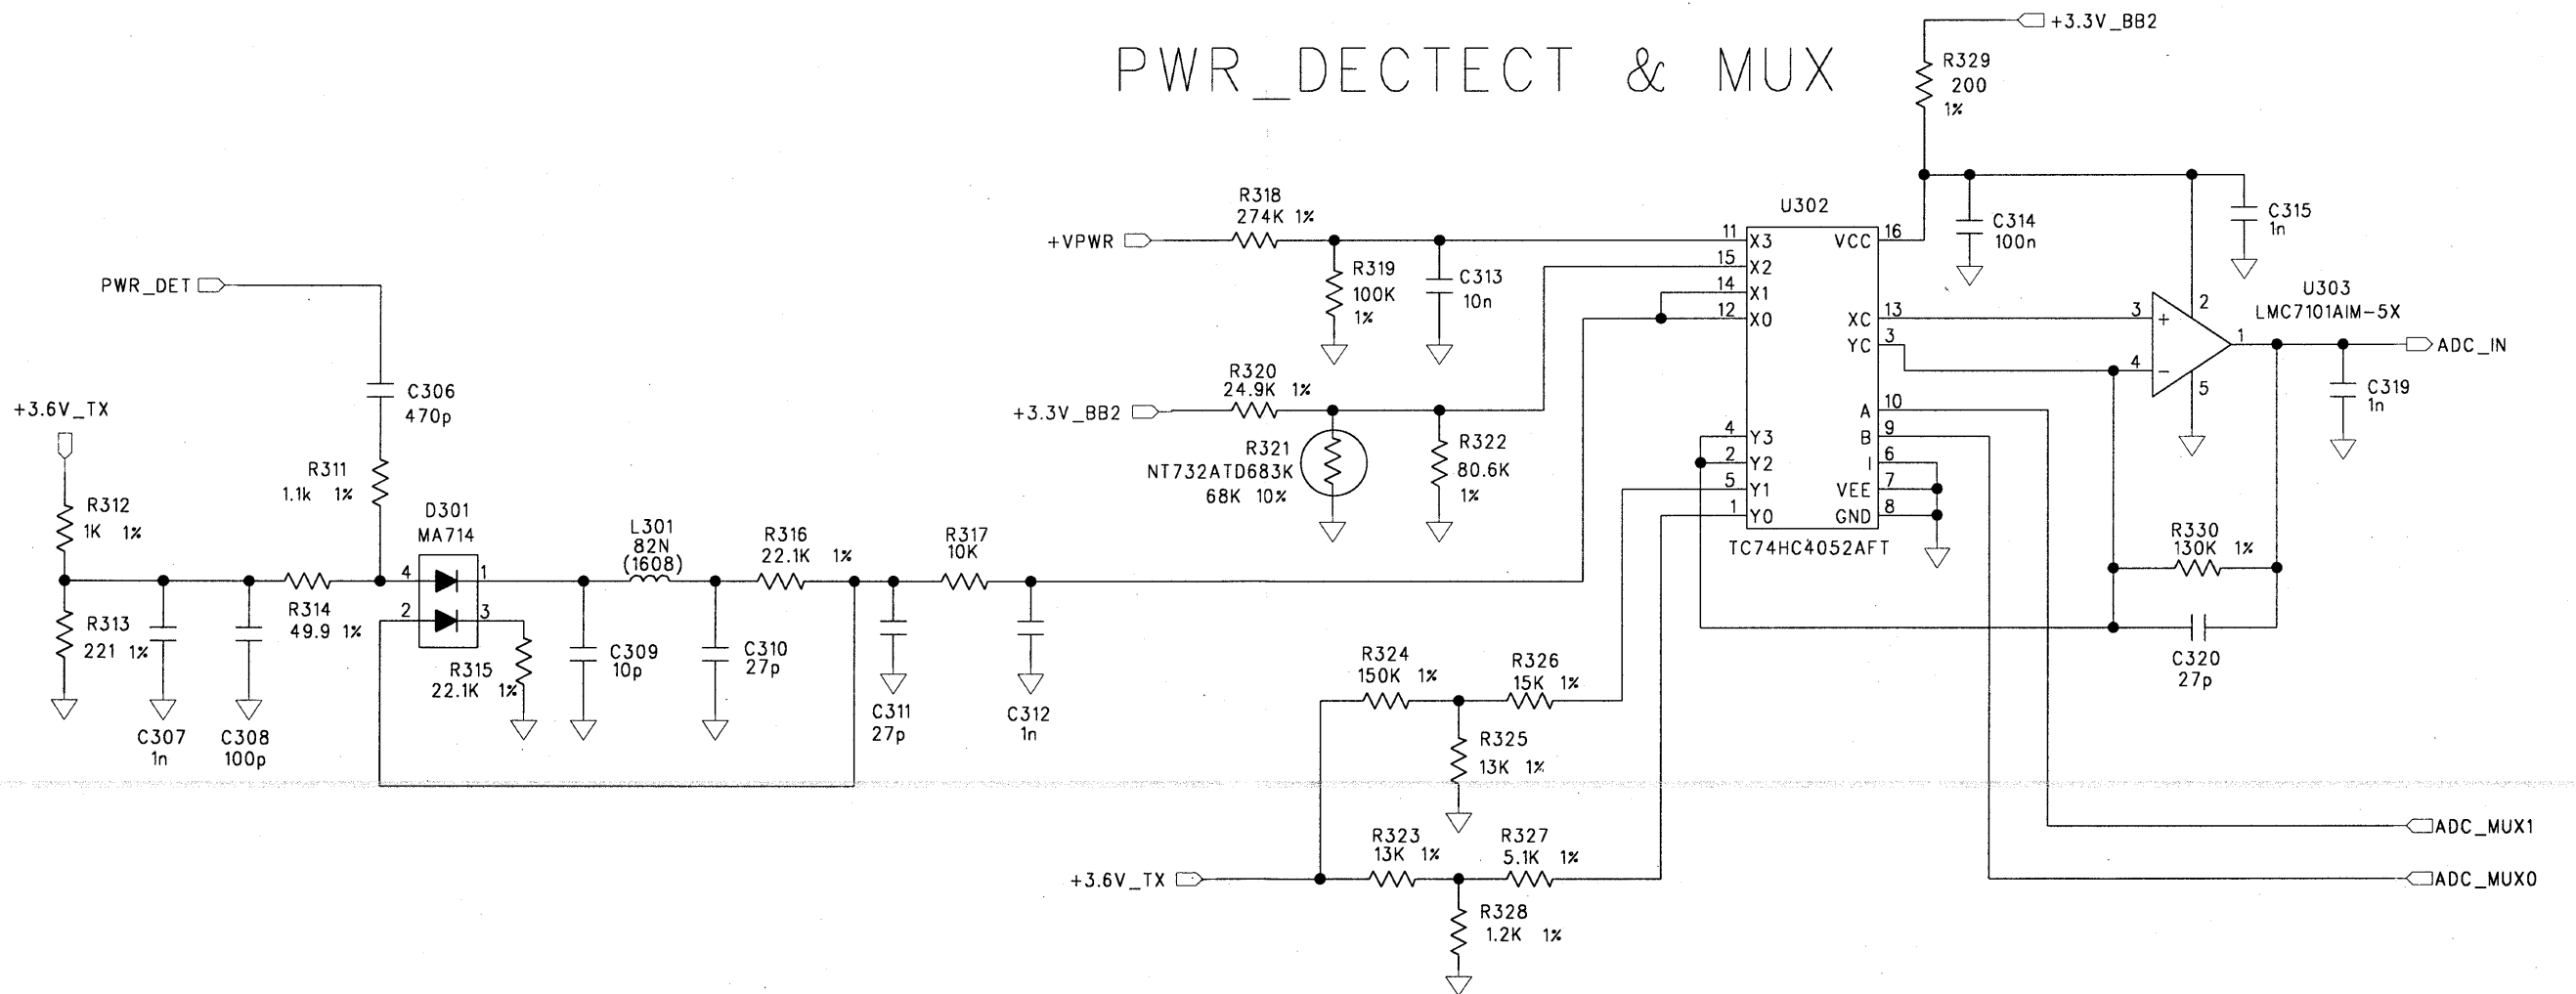 PWR_DECTECT & MUX
+3.3V_BB2
R329
200
1%
R318
274K 1%
+VPWR
R319
100K
1%
C313
10n
U302
11 X3
15 X2
14 X1
12 X0
4 Y3
2 Y2
5 Y1
1 Y0
VCC 16
XC 13
YC 3
A 10
B 9
I 6
VEE 7
GND 8
TC74HC4052AFT
C314
100n
C315
1n
U303
LMC7101AIM-5X
3 +
4 -
2
1
5
ADC_IN
C319
1n
PWR_DET
C306
470p
R311
1.1k 1%
+3.6V_TX
R312
1K 1%
R313
221 1%
C307
1n
C308
100p
R314
49.9 1%
D301
MA714
4
1
2
3
R315
22.1K 1%
C309
10p
L301
82N
(1608)
C310
27p
R316
22.1K 1%
C311
27p
R317
10K
C312
1n
R320
24.9K 1%
+3.3V_BB2
R321
NT732ATD683K
68K 10%
R322
80.6K
1%
R330
130K 1%
C320
27p
R324
150K 1%
R326
15K 1%
R325
13K 1%
R323
13K 1%
R327
5.1K 1%
+3.6V_TX
R328
1.2K 1%
ADC_MUX1
ADC_MUX0